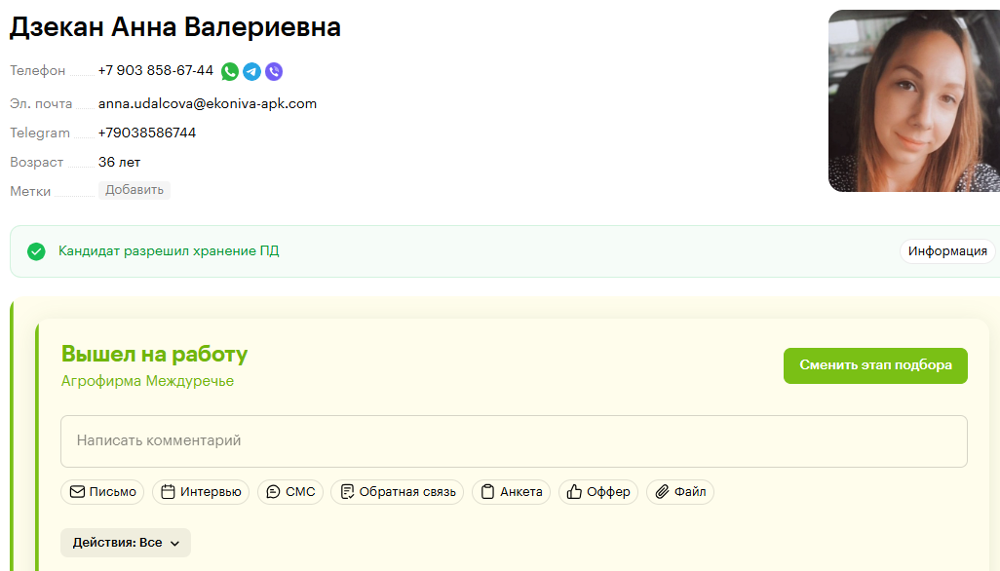 Дзекан Анна Валериевна
Телефон +7 903 858-67-44
Эл. почта anna.udalcova@ekoniva-apk.com
Telegram +79038586744
Возраст 36 лет
Метки Добавить
Кандидат разрешил хранение ПД Информация
Вышел на работу
Агрофирма Междуречье
Сменить этап подбора
Написать комментарий
Письмо Интервью СМС Обратная связь Анкета Оффер Файл
Действия: Все